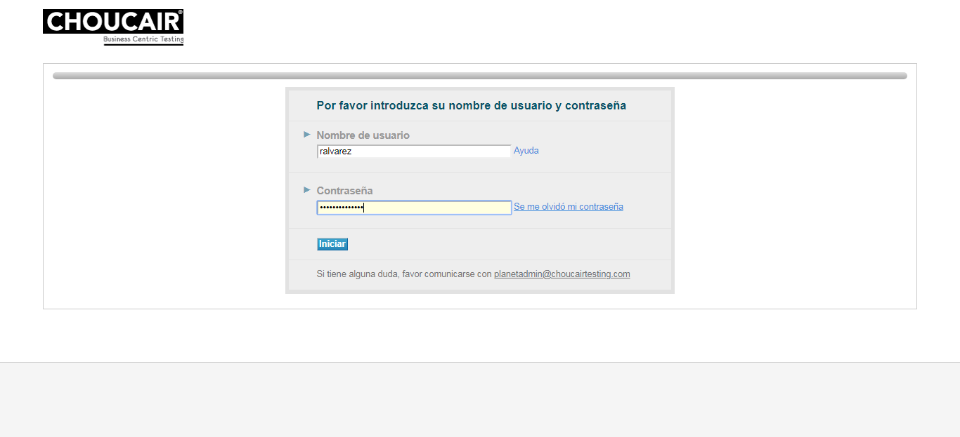 CHOUCAIR®
Business Centric Testing
Por favor introduzca su nombre de usuario y contraseña
Nombre de usuario
ralvarez Ayuda
Contraseña
•••••••••••••• Se me olvidó mi contraseña
Iniciar
Si tiene alguna duda, favor comunicarse con planetadmin@choucairtesting.com